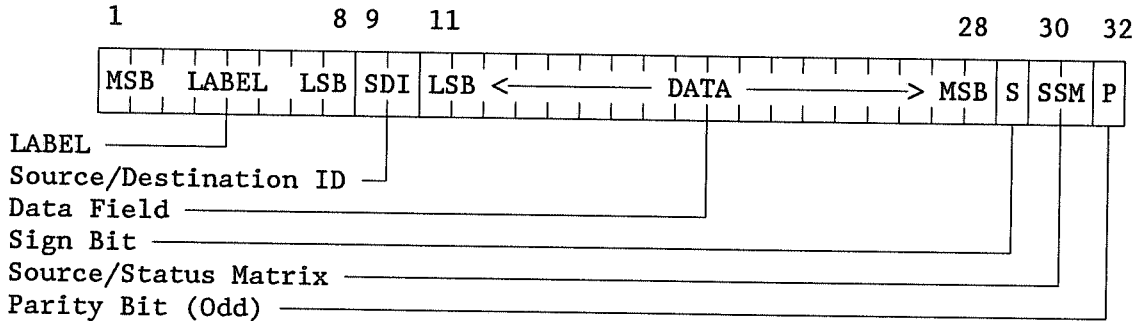 1 8 9 11 28 30 32
MSB LABEL LSB SDI LSB <——— DATA ———> MSB S SSM P
LABEL
Source/Destination ID
Data Field
Sign Bit
Source/Status Matrix
Parity Bit (Odd)